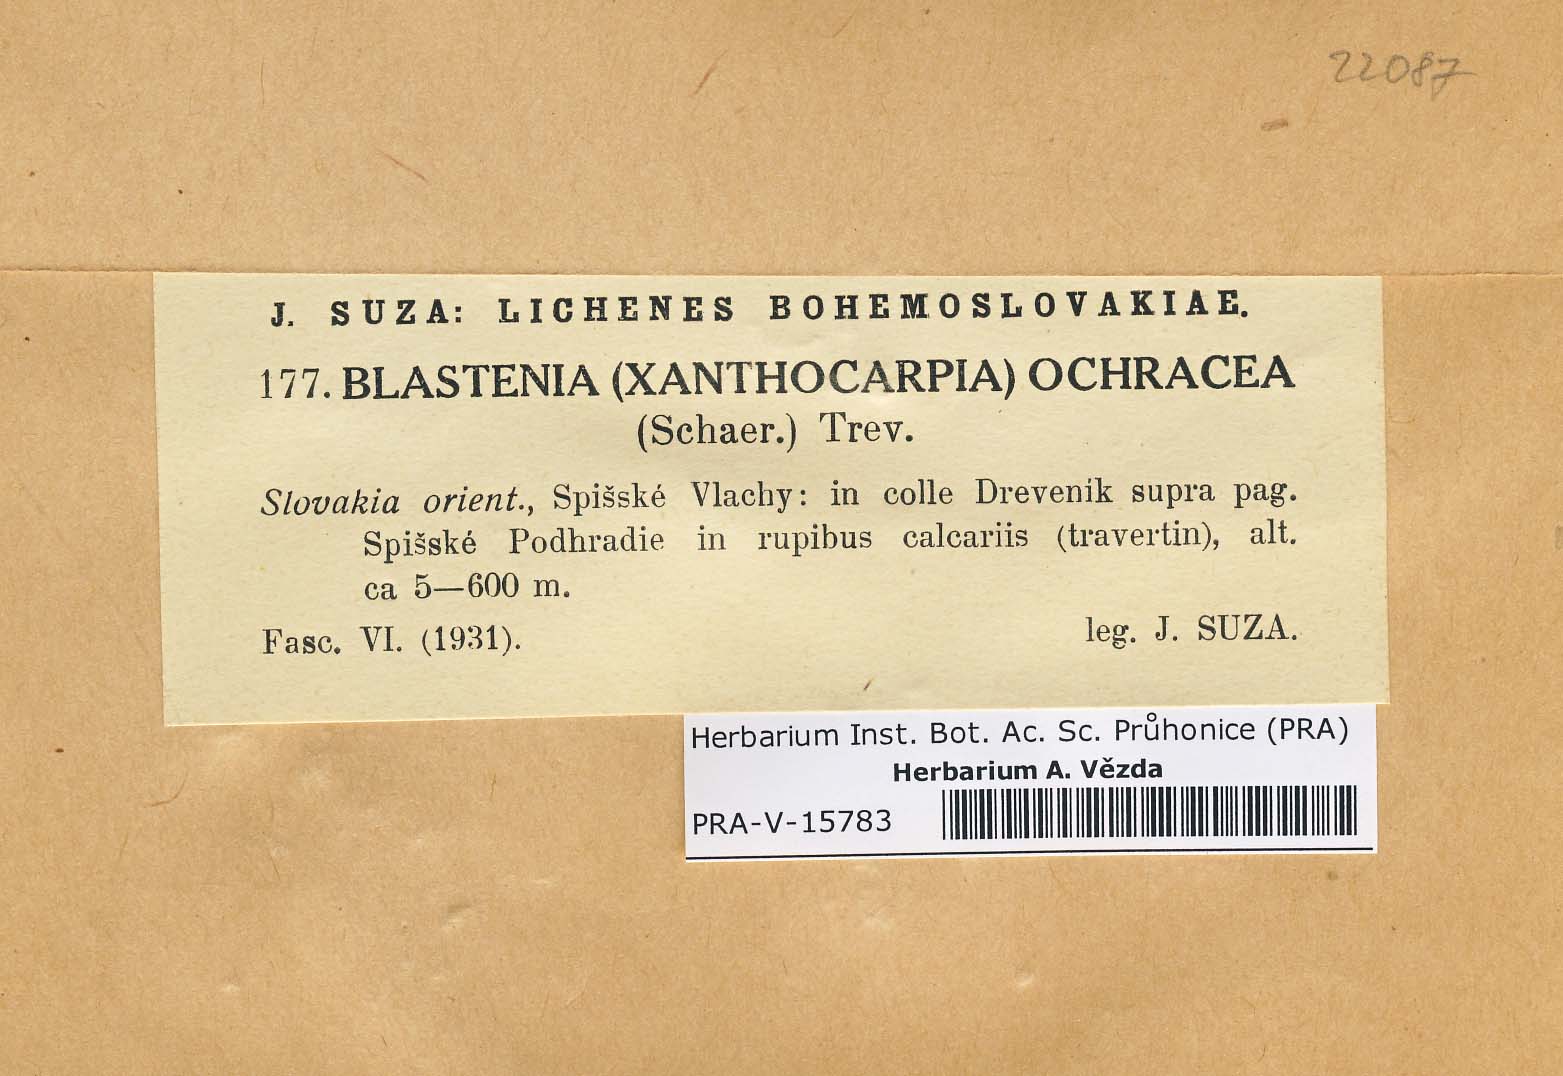 22087
J. SUZA: LICHENES BOHEMOSLOVAKIAE.
177. BLASTENIA (XANTHOCARPIA) OCHRACEA
(Schaer.) Trev.
Slovakia orient., Spišské Vlachy: in colle Drevenik supra pag.
Spišské Podhradie in rupibus calcariis (travertin), alt.
ca 5—600 m.
Fasc. VI. (1931). leg. J. SUZA.
Herbarium Inst. Bot. Ac. Sc. Průhonice (PRA)
Herbarium A. Vězda
PRA-V-15783